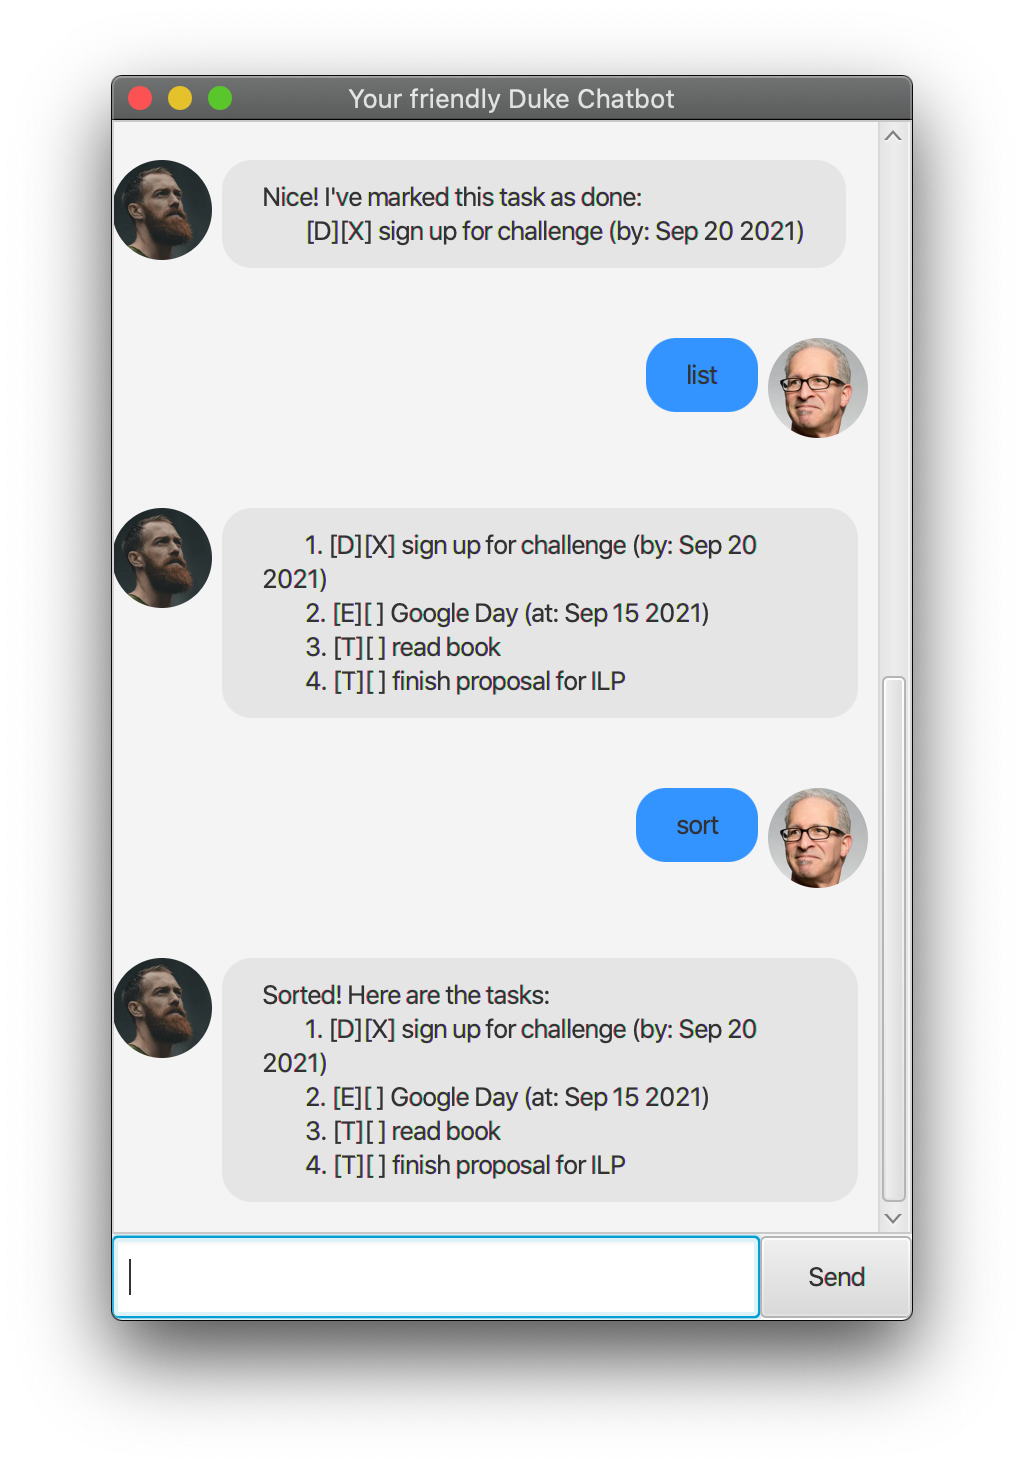 Your friendly Duke Chatbot
Nice! I've marked this task as done:
[D][X] sign up for challenge (by: Sep 20 2021)
list
1. [D][X] sign up for challenge (by: Sep 20
2021)
2. [E][ ] Google Day (at: Sep 15 2021)
3. [T][ ] read book
4. [T][ ] finish proposal for ILP
sort
Sorted! Here are the tasks:
1. [D][X] sign up for challenge (by: Sep 20
2021)
2. [E][ ] Google Day (at: Sep 15 2021)
3. [T][ ] read book
4. [T][ ] finish proposal for ILP
Send